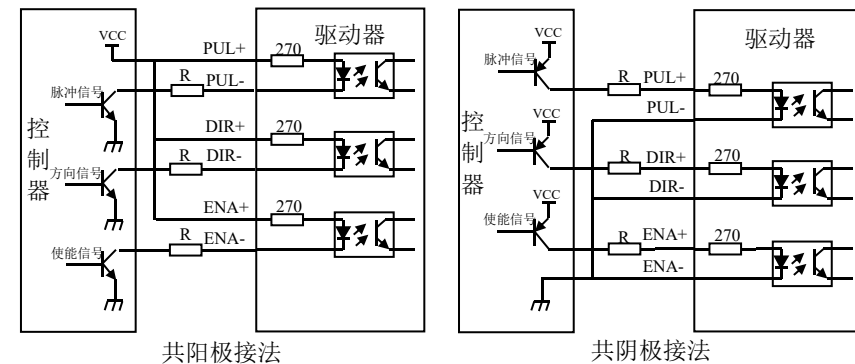 VCC
PUL+
270
驱动器
脉冲信号
R
PUL-
控制器
DIR+
270
方向信号
R
DIR-
ENA+
270
使能信号
R
ENA-
共阳极接法
VCC
驱动器
脉冲信号
R
PUL+
270
PUL-
控制器
VCC
方向信号
R
DIR+
270
DIR-
VCC
使能信号
R
ENA+
270
ENA-
共阴极接法